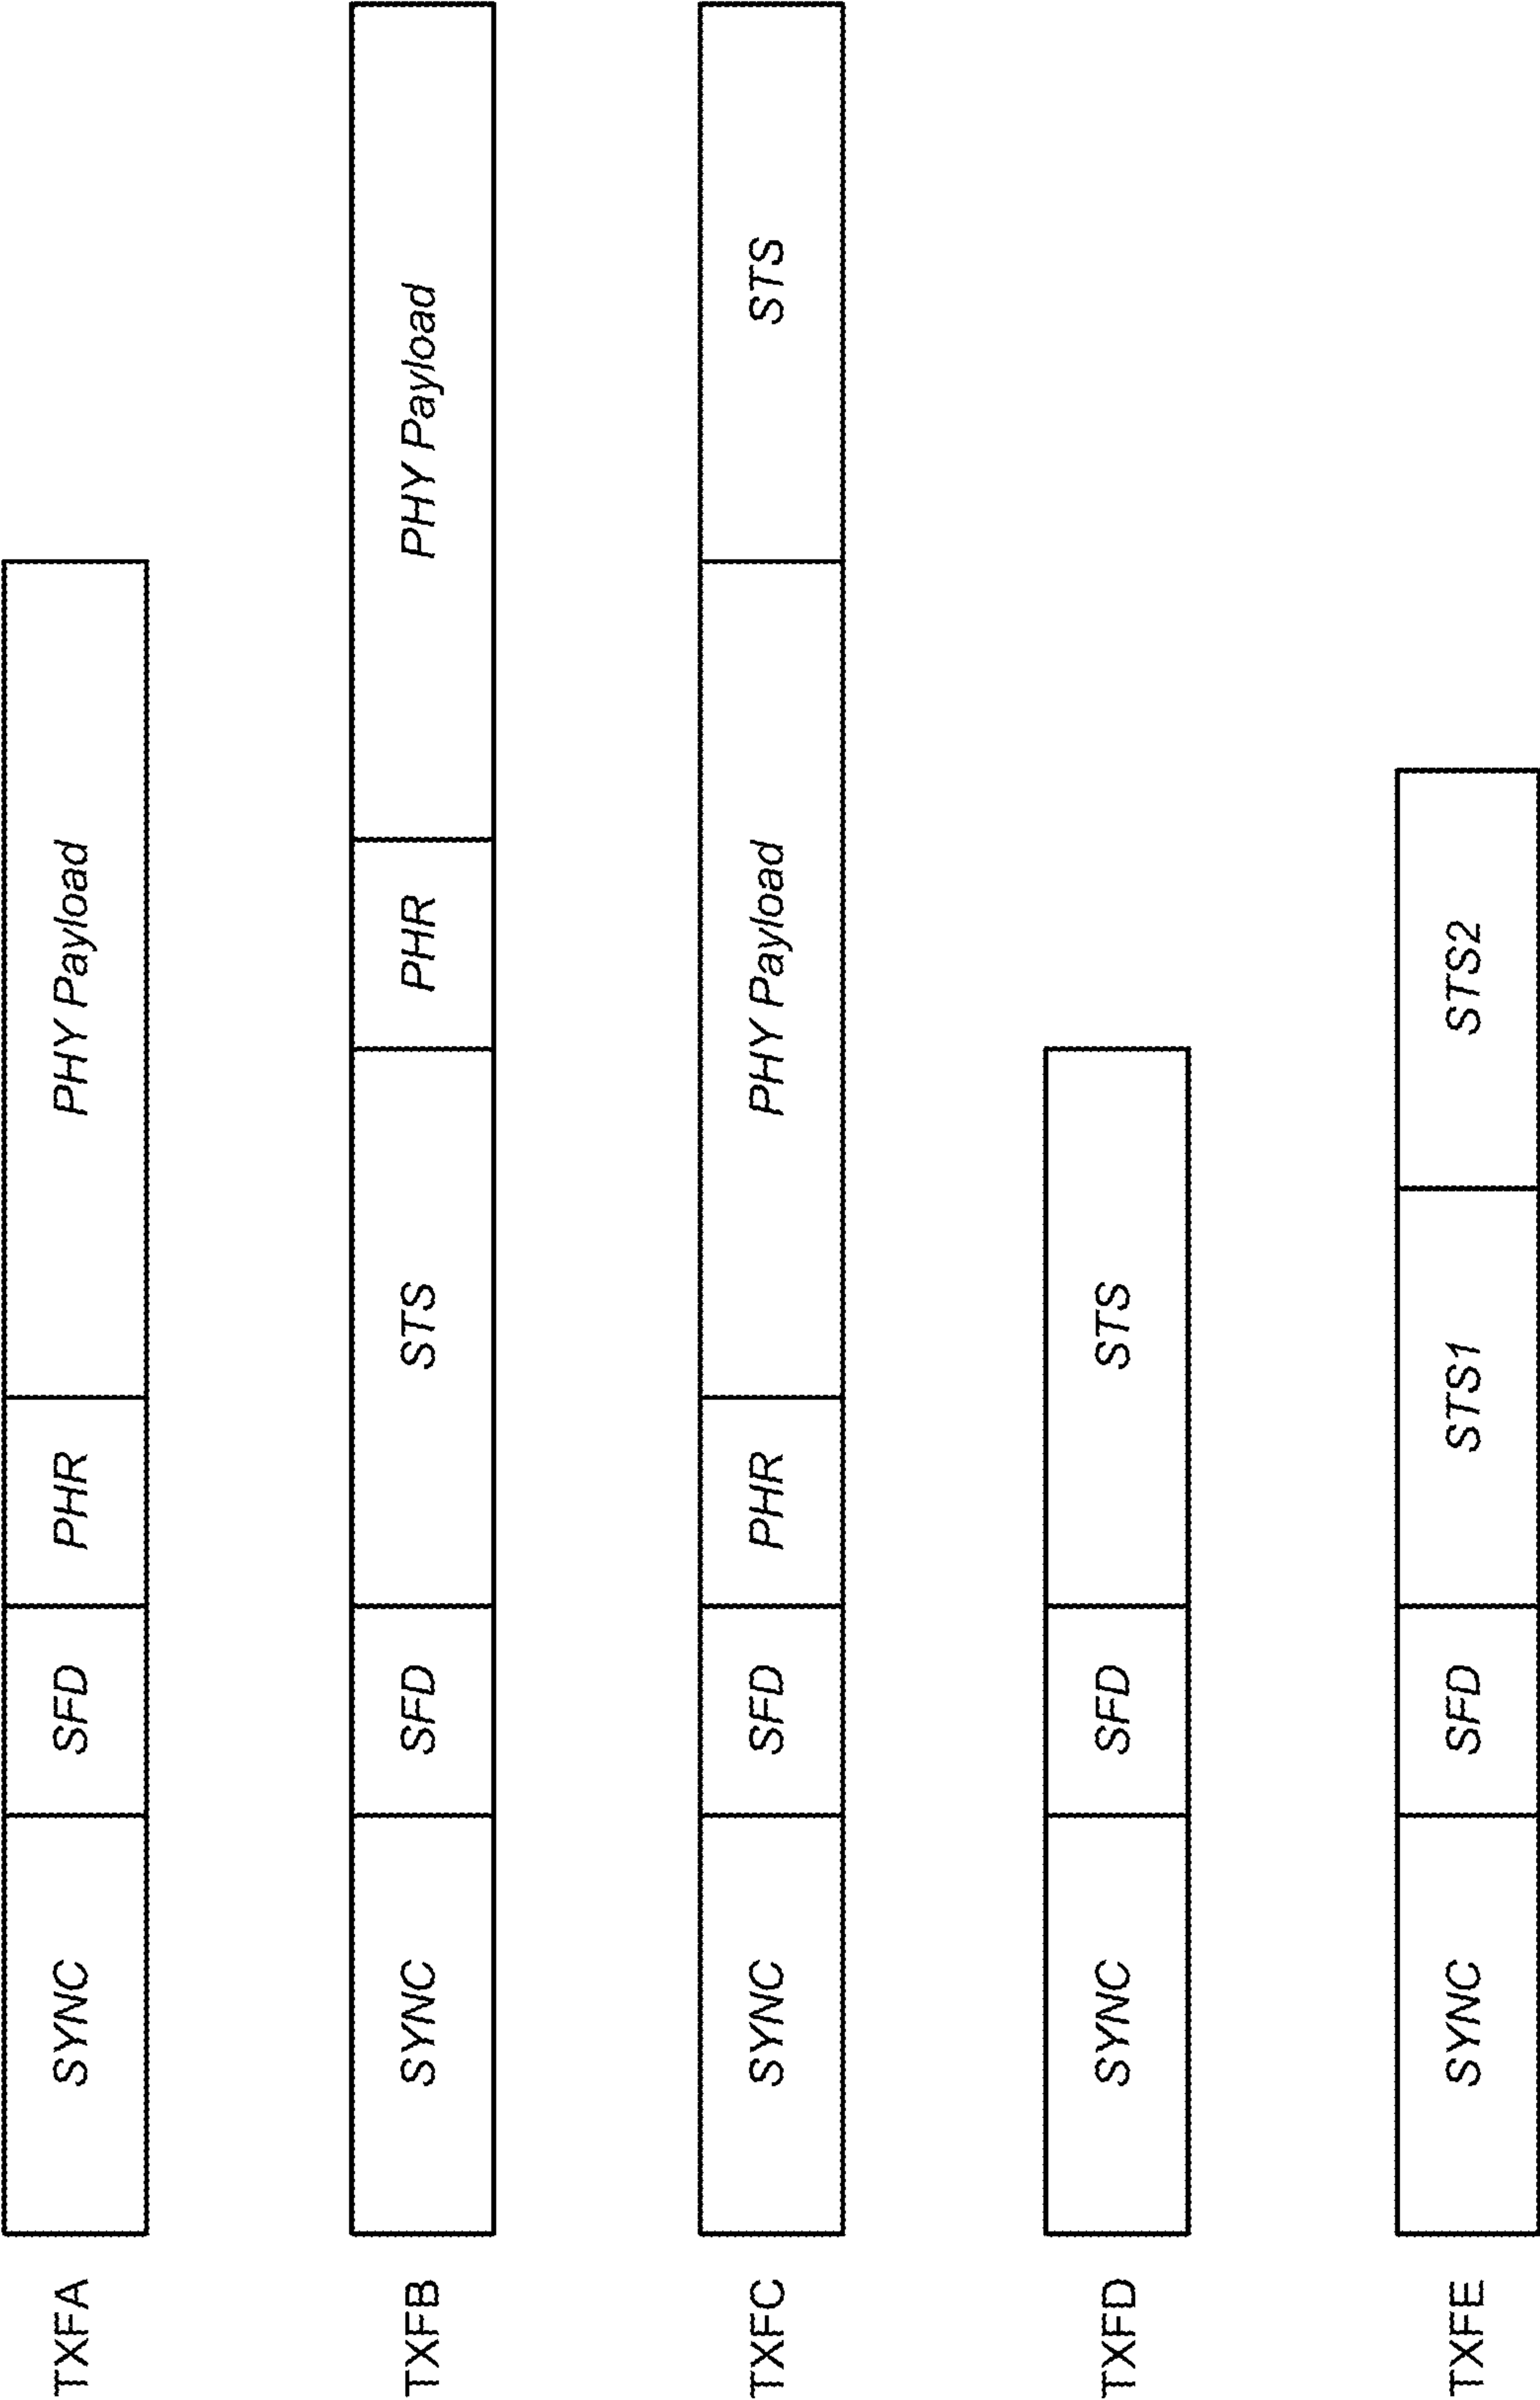 TXFA SYNC SFD PHR PHY Payload
TXFB SYNC SFD STS PHR PHY Payload
TXFC SYNC SFD PHR PHY Payload STS
TXFD SYNC SFD STS
TXFE SYNC SFD STS1 STS2